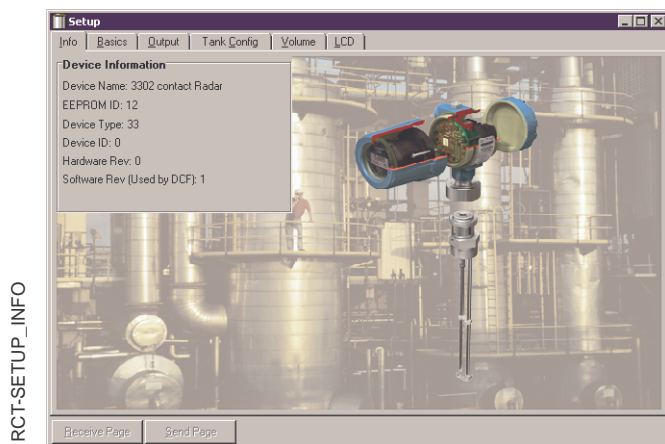 Setup
Info Basics Output Tank Config Volume LCD
Device Information
Device Name: 3302 contact Radar
EEPROM ID: 12
Device Type: 33
Device ID: 0
Hardware Rev: 0
Software Rev (Used by DCF): 1
Receive Page Send Page
RCT-SETUP_INFO